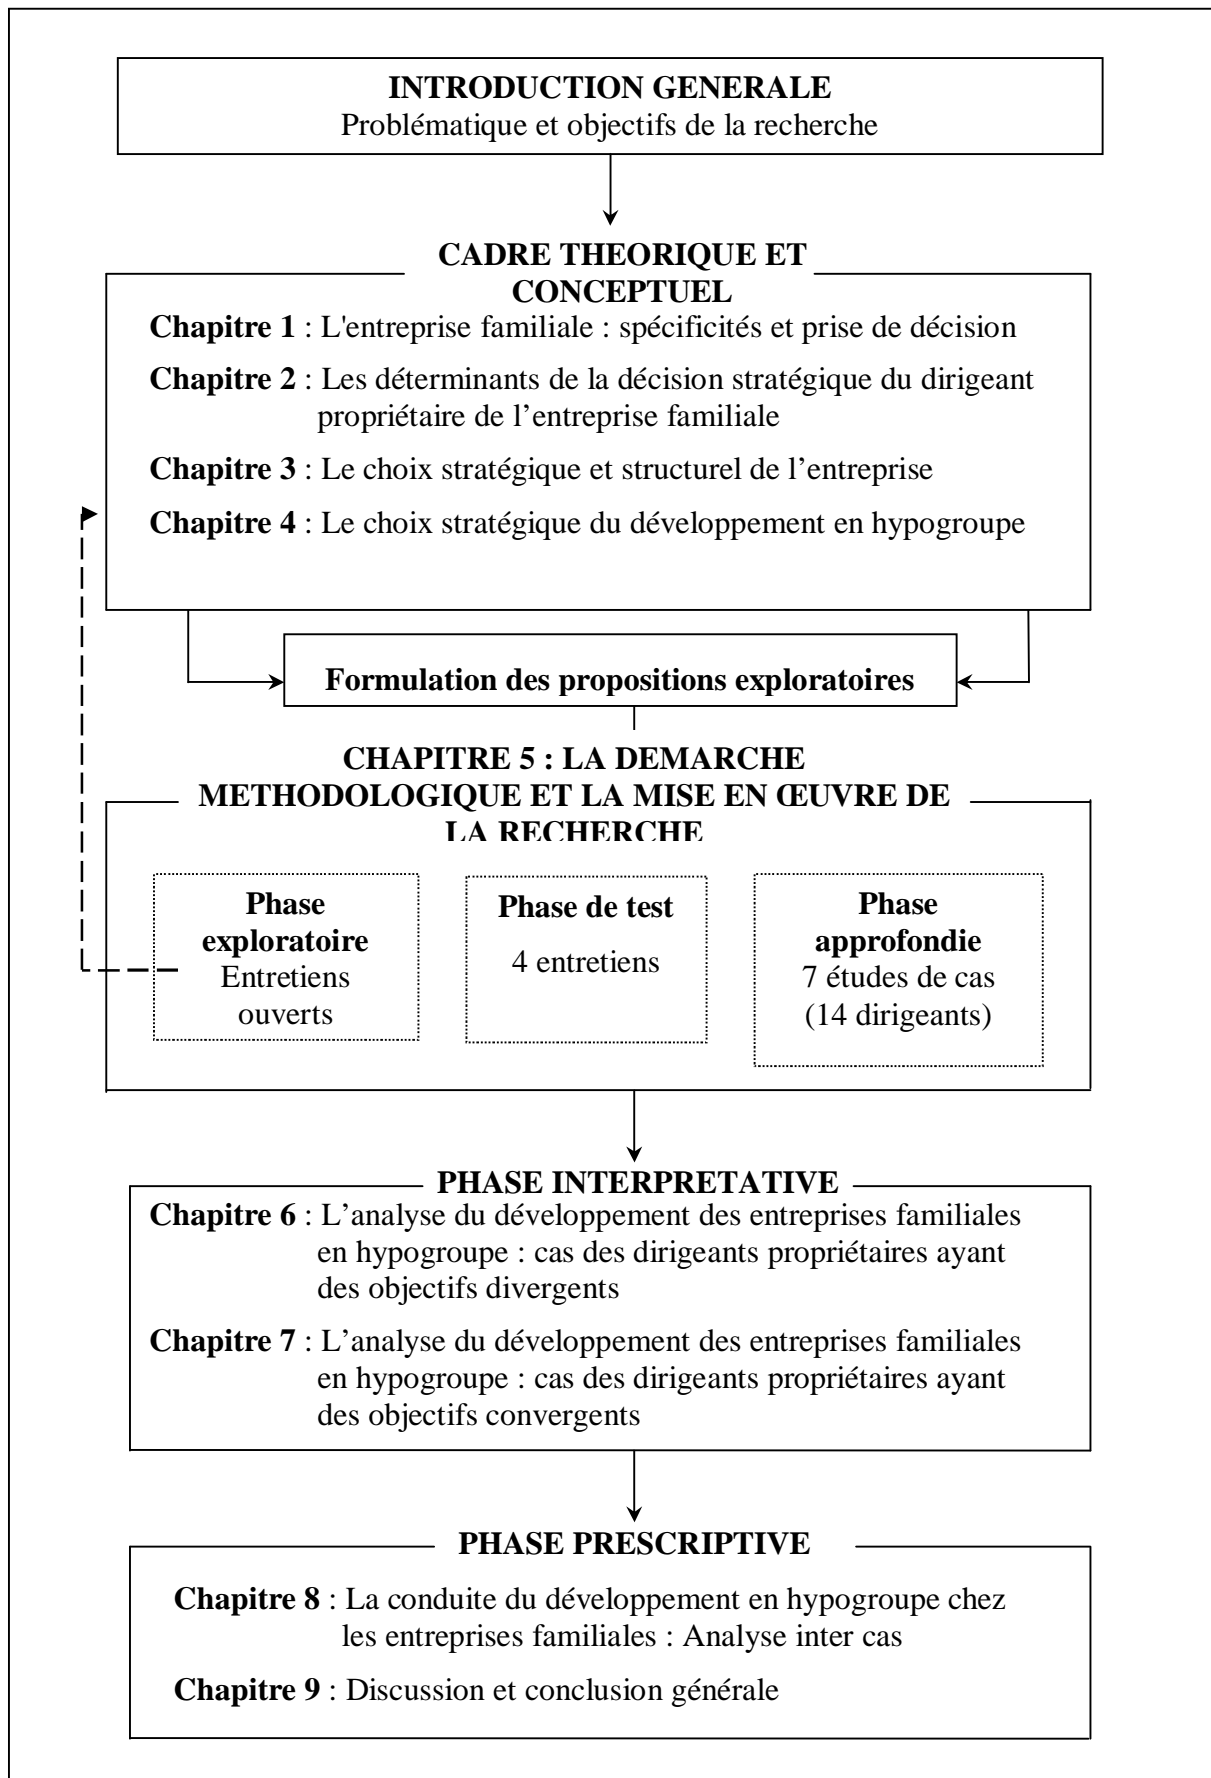 INTRODUCTION GENERALE
Problématique et objectifs de la recherche
CADRE THEORIQUE ET
CONCEPTUEL
Chapitre 1 : L'entreprise familiale : spécificités et prise de décision
Chapitre 2 : Les déterminants de la décision stratégique du dirigeant
propriétaire de l’entreprise familiale
Chapitre 3 : Le choix stratégique et structurel de l’entreprise
Chapitre 4 : Le choix stratégique du développement en hypogroupe
Formulation des propositions exploratoires
CHAPITRE 5 : LA DEMARCHE
METHODOLOGIQUE ET LA MISE EN ŒUVRE DE
LA RECHERCHE
Phase
exploratoire
Entretiens
ouverts
Phase de test
4 entretiens
Phase
approfondie
7 études de cas
(14 dirigeants)
PHASE INTERPRETATIVE
Chapitre 6 : L’analyse du développement des entreprises familiales
en hypogroupe : cas des dirigeants propriétaires ayant
des objectifs divergents
Chapitre 7 : L’analyse du développement des entreprises familiales
en hypogroupe : cas des dirigeants propriétaires ayant
des objectifs convergents
PHASE PRESCRIPTIVE
Chapitre 8 : La conduite du développement en hypogroupe chez
les entreprises familiales : Analyse inter cas
Chapitre 9 : Discussion et conclusion générale